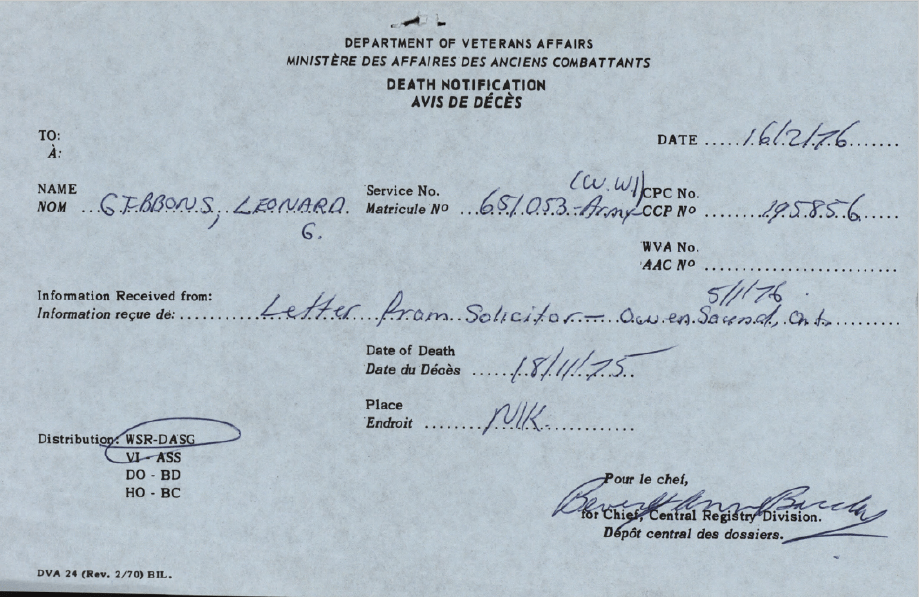 DEPARTMENT OF VETERANS AFFAIRS
MINISTÈRE DES AFFAIRES DES ANCIENS COMBATTANTS
DEATH NOTIFICATION
AVIS DE DÉCÈS
TO:
À:
DATE 16/2/76
NAME
NOM GIBBONS, LEONARD G.
Service No. (W.W1)
Matricule Nº 651053-Army
CPC No.
CCP Nº 195856
WVA No.
AAC Nº
Information Received from: 5/1/76
Information reçue de: Letter From Solicitor - Owen Sound, Ont.
Date of Death
Date du Décès 18/11/75
Place
Endroit N/K
Distribution: WSR-DASG
VI - ASS
DO - BD
HO - BC
Pour le chef,
for Chief, Central Registry Division.
Dépôt central des dossiers.
DVA 24 (Rev. 2/70) BIL.